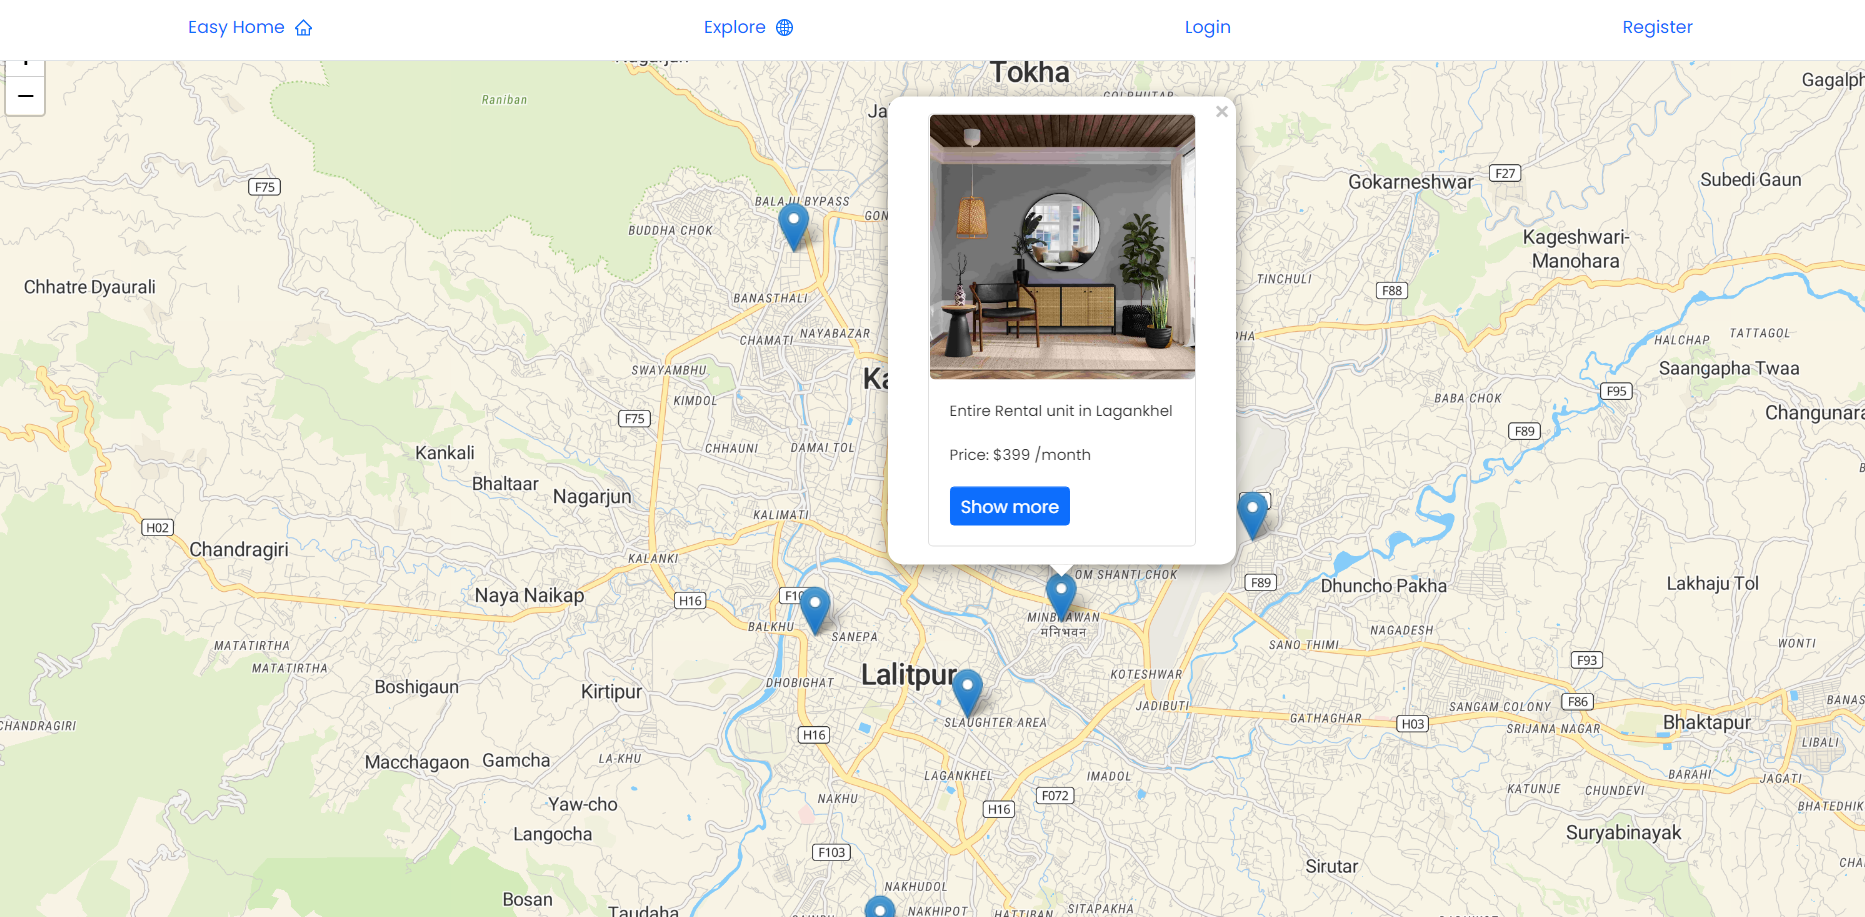 Easy Home
Explore
Login
Register
+
−
Tokha
Gagalph
Raniban
×
F75
BALAJU BYPASS
GON
F27
Gokarneshwar
Subedi Gaun
BUDDHA CHOK
Kageshwari-
Manohara
TINCHULI
Chhatre Dyaurali
F88
BANASTHALI
NAYABAZAR
CHAMATI
DHA
TATTAGOL
HALCHAP
SWAYAMBHU
Saangapha Twaa
F95
KIMDOL
BABA CHOK
Changunara
F75
F89
Entire Rental unit in Lagankhel
CHHAUNI
DAMAI TOL
Kankali
Price: $399 /month
Bhaltaar
Nagarjun
Show more
KALIMATI
H02
Chandragiri
KALANKI
OM SHANTI CHOK
F89
Dhuncho Pakha
Lakhaju Tol
Naya Naikap
H16
MINBHAWAN
BALKHU
SANEPA
NAGADESH
MATATIRTHA
SANO THIMI
WONTI
MATATIRTHA
F93
Lalitpur
KOTESHWAR
Boshigaun
Kirtipur
DHOBIGHAT
JADIBUTI
F86
BANAS
SANGAM COLONY
CHANDRAGIRI
SLAUGHTER AREA
GATHAGHAR
H03
Bhaktapur
SRIJANA NAGAR
H16
LIBALI
Macchagaon
Gamcha
LA-KHU
LAGANKHEL
IMADOL
BARAHI
JAGATI
KATUNJE
CHUNDEVI
F072
NAKHU
Yaw-cho
H16
BHATEDHIK
Langocha
Suryabinayak
F103
Sirutar
CHA
NAKHUDOL
Bosan
Taudaha
NAKHIPOT
HATTIBAN
SITAPAKHA